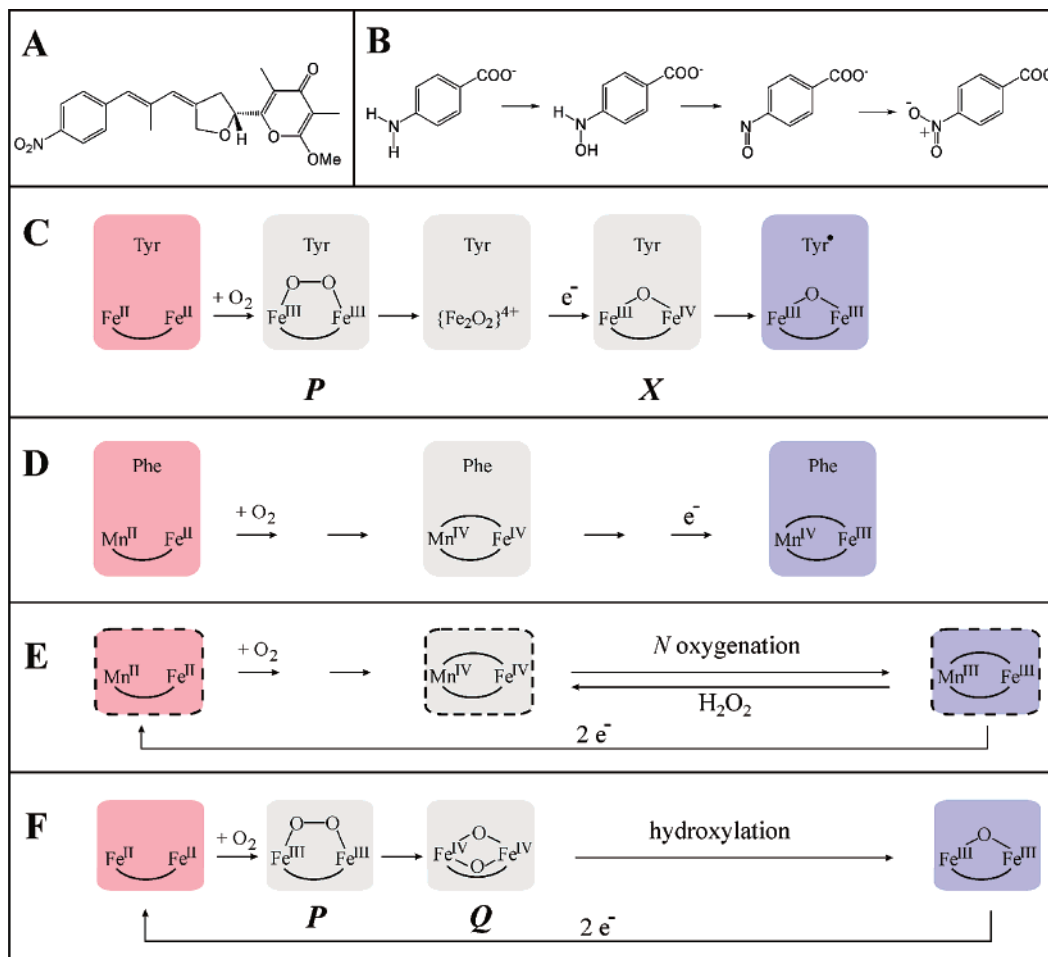 A
O
O
H
O
OMe
O₂N
B
COO⁻
COO⁻
COO⁻
COO
N
H
H
H
N
OH
N
O
⁻O
N
+
O
C
Tyr
Tyr
Tyr
Tyr
Tyr•
+ O₂
e⁻
O O
O
O
Feᴵᴵ Feᴵᴵ
Feᴵᴵᴵ Feᴵᴵᴵ
{Fe₂O₂}⁴⁺
Feᴵᴵᴵ Feᴵⱽ
Feᴵᴵᴵ Feᴵᴵᴵ
P
X
D
Phe
Phe
Phe
+ O₂
e⁻
Mnᴵᴵ Feᴵᴵ
Mnᴵⱽ Feᴵⱽ
Mnᴵⱽ Feᴵᴵᴵ
E
+ O₂
N oxygenation
Mnᴵᴵ Feᴵᴵ
Mnᴵⱽ Feᴵⱽ
Mnᴵᴵᴵ Feᴵᴵᴵ
H₂O₂
2 e⁻
F
+ O₂
O O
O
hydroxylation
O
Feᴵᴵ Feᴵᴵ
Feᴵᴵᴵ Feᴵᴵᴵ
Feᴵⱽ Feᴵⱽ
O
Feᴵᴵᴵ Feᴵᴵᴵ
P
Q
2 e⁻